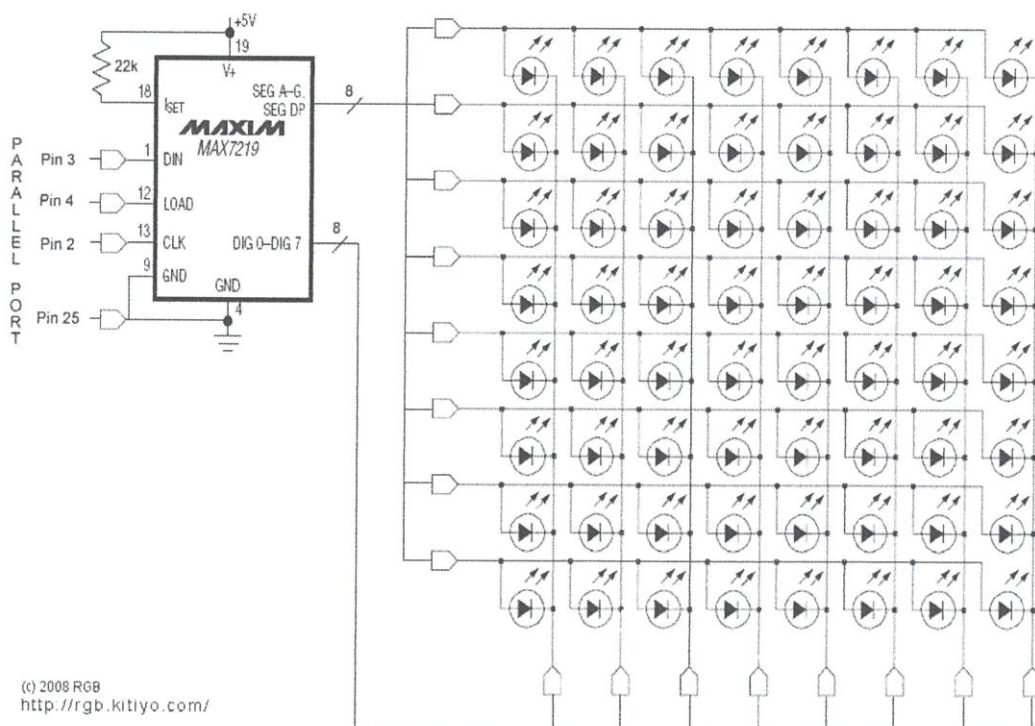 +5V
19
22k
V+
18
ISET
SEG A–G,
SEG DP
8
MAXIM
MAX7219
PARALLEL PORT
Pin 3
1
DIN
Pin 4
12
LOAD
Pin 2
13
CLK
DIG 0–DIG 7
8
9
GND
GND
4
Pin 25
(c) 2008 RGB
http://rgb.kitiyo.com/